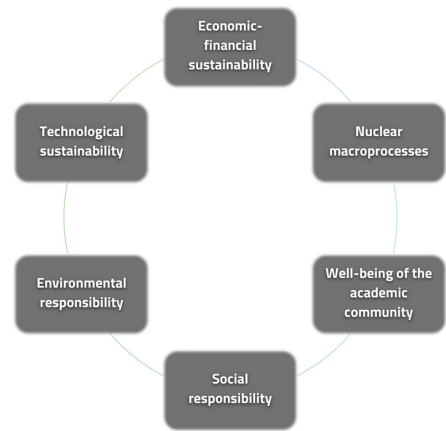 Economic-
financial
sustainability
Nuclear
macroprocesses
Well-being of the
academic
community
Social
responsibility
Environmental
responsibility
Technological
sustainability